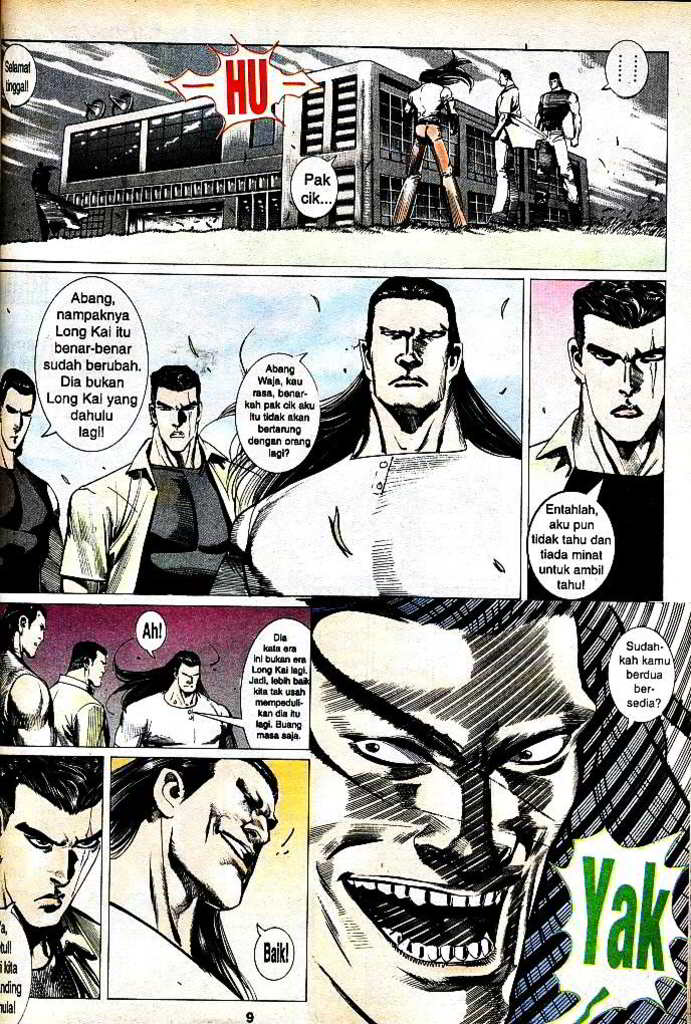 Selamat
tinggal!
HU
Pak
cik...
Abang,
nampaknya
Long Kai itu
benar-benar
sudah berubah.
Dia bukan
Long Kai yang
dahulu
lagi!
Abang
Waja, kau
rasa, benar-
kah pak cik aku
itu tidak akan
bertarung
dengan orang
lagi?
Entahlah,
aku pun
tidak tahu dan
tiada minat
untuk ambil
tahu!
Ah!
Dia
kata era
ini bukan era
Long Kai lagi.
Jadi, lebih baik
kita tak usah
mempeduli-
kan dia itu
lagi. Buang
masa saja.
Sudah-
kah kamu
berdua
ber-
sedia?
Baik!
Yak
9